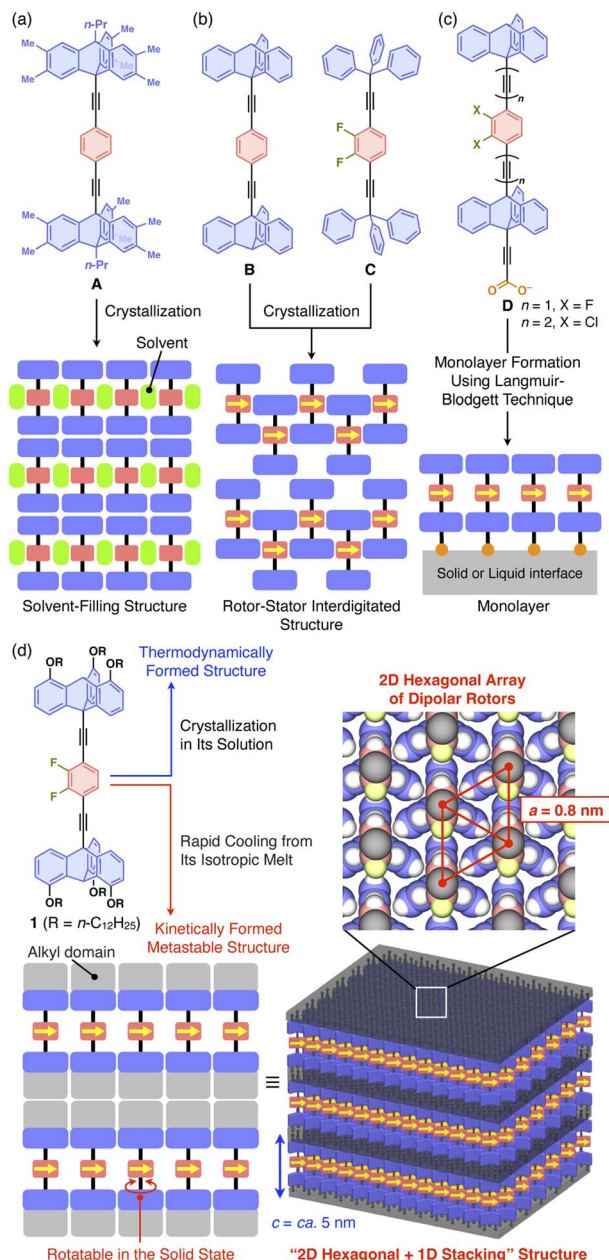 (a)
n-Pr
Me
Me
Me
Me
Me
Me
Me
Me
Me
Me
Me
Me
n-Pr
A
Crystallization
Solvent
Solvent-Filling Structure
(b)
F
F
B
C
Crystallization
Rotor-Stator Interdigitated
Structure
(c)
n
X
X
n
O
O⁻
D
n = 1, X = F
n = 2, X = Cl
Monolayer Formation
Using Langmuir-
Blodgett Technique
Solid or Liquid interface
Monolayer
(d)
OR
OR
OR
F
F
OR
OR
OR
1 (R = n-C₁₂H₂₅)
Thermodynamically
Formed Structure
Crystallization
in Its Solution
Rapid Cooling from
Its Isotropic Melt
Kinetically Formed
Metastable Structure
2D Hexagonal Array
of Dipolar Rotors
a = 0.8 nm
Alkyl domain
≡
c = ca. 5 nm
Rotatable in the Solid State
“2D Hexagonal + 1D Stacking” Structure